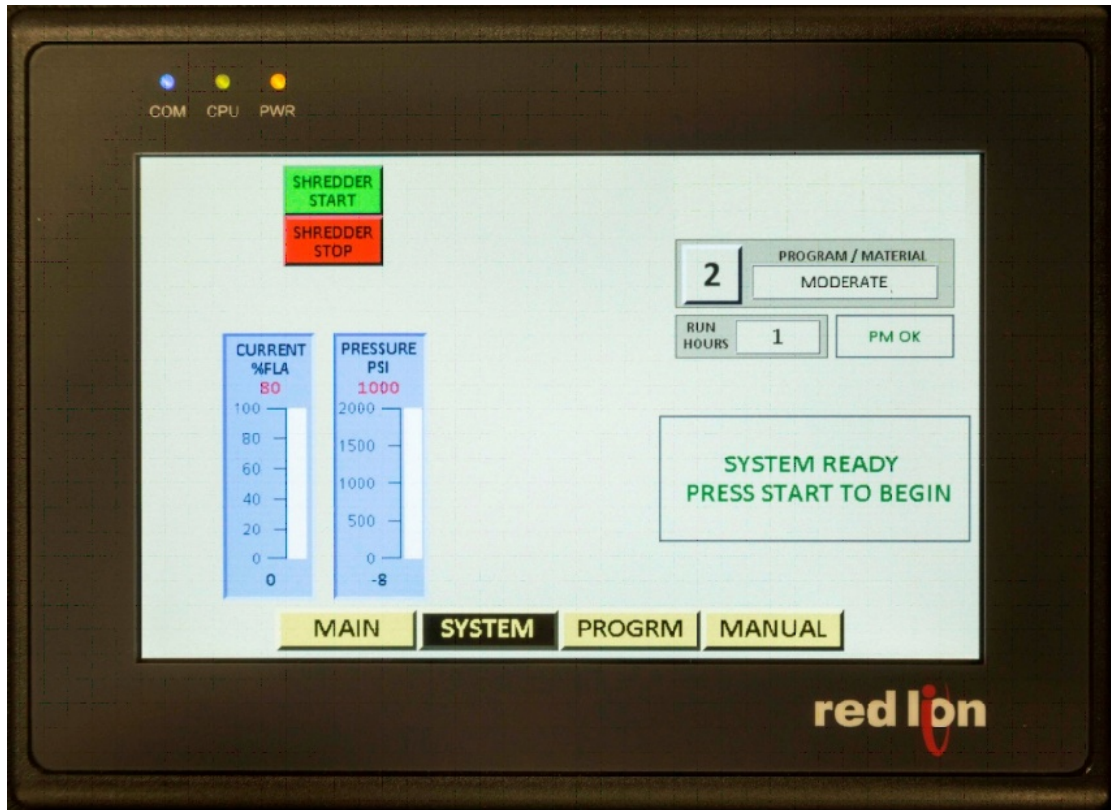 COM CPU PWR
SHREDDER
START
SHREDDER
STOP
2
PROGRAM / MATERIAL
MODERATE
RUN
HOURS
1
PM OK
CURRENT
%FLA
80
100
80
60
40
20
0
0
PRESSURE
PSI
1000
2000
1500
1000
500
0
-8
SYSTEM READY
PRESS START TO BEGIN
MAIN SYSTEM PROGRM MANUAL
red lion